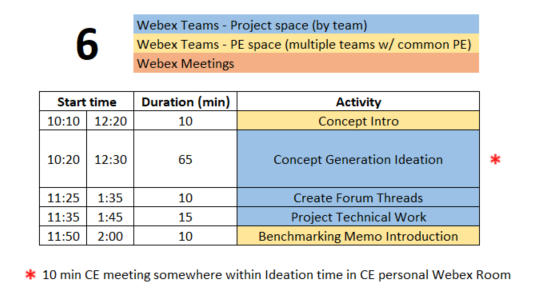 6
Webex Teams - Project space (by team)
Webex Teams - PE space (multiple teams w/ common PE)
Webex Meetings
Start time Duration (min) Activity
10:10 12:20 10 Concept Intro
10:20 12:30 65 Concept Generation Ideation *
11:25 1:35 10 Create Forum Threads
11:35 1:45 15 Project Technical Work
11:50 2:00 10 Benchmarking Memo Introduction
* 10 min CE meeting somewhere within Ideation time in CE personal Webex Room